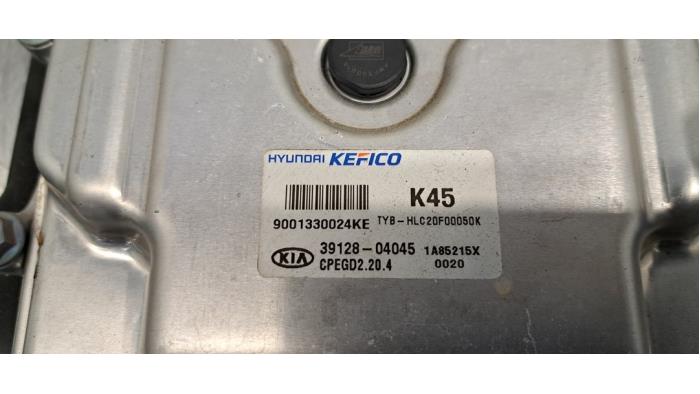 HYUNDAI KEFICO
K45
9001330024KE TYB-HLC20F00050K
KIA 39128-04045 1A85215X
CPEGD2.20.4 0020